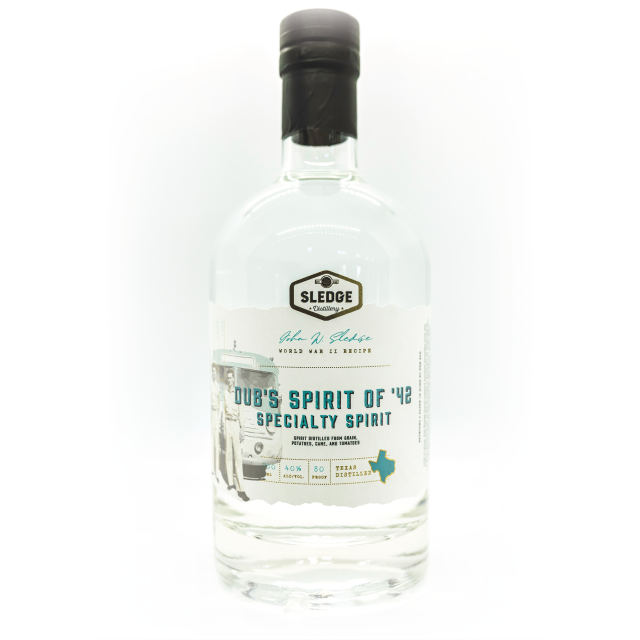 SLEDGE
Distillery
John W. Sledge
WORLD WAR II RECIPE
DUB'S SPIRIT OF '42
SPECIALTY SPIRIT
SPIRIT DISTILLED FROM GRAIN,
POTATOES, CANE, AND TOMATOES
40% 80 TEXAS
ALC/VOL. PROOF DISTILLED